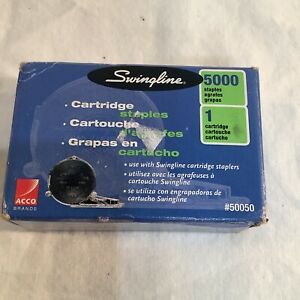 Swingline
5000
staples
agrafes
grapas
1
cartridge
cartouche
cartucho
• Cartridge
staples
• Cartouche
d'agrafes
• Grapas en
cartucho
• use with Swingline cartridge staplers
• utilisez avec les agrafeuses à
cartouche Swingline
• se utiliza con engrapadoras de
cartucho Swingline
ACCO
BRANDS
#50050